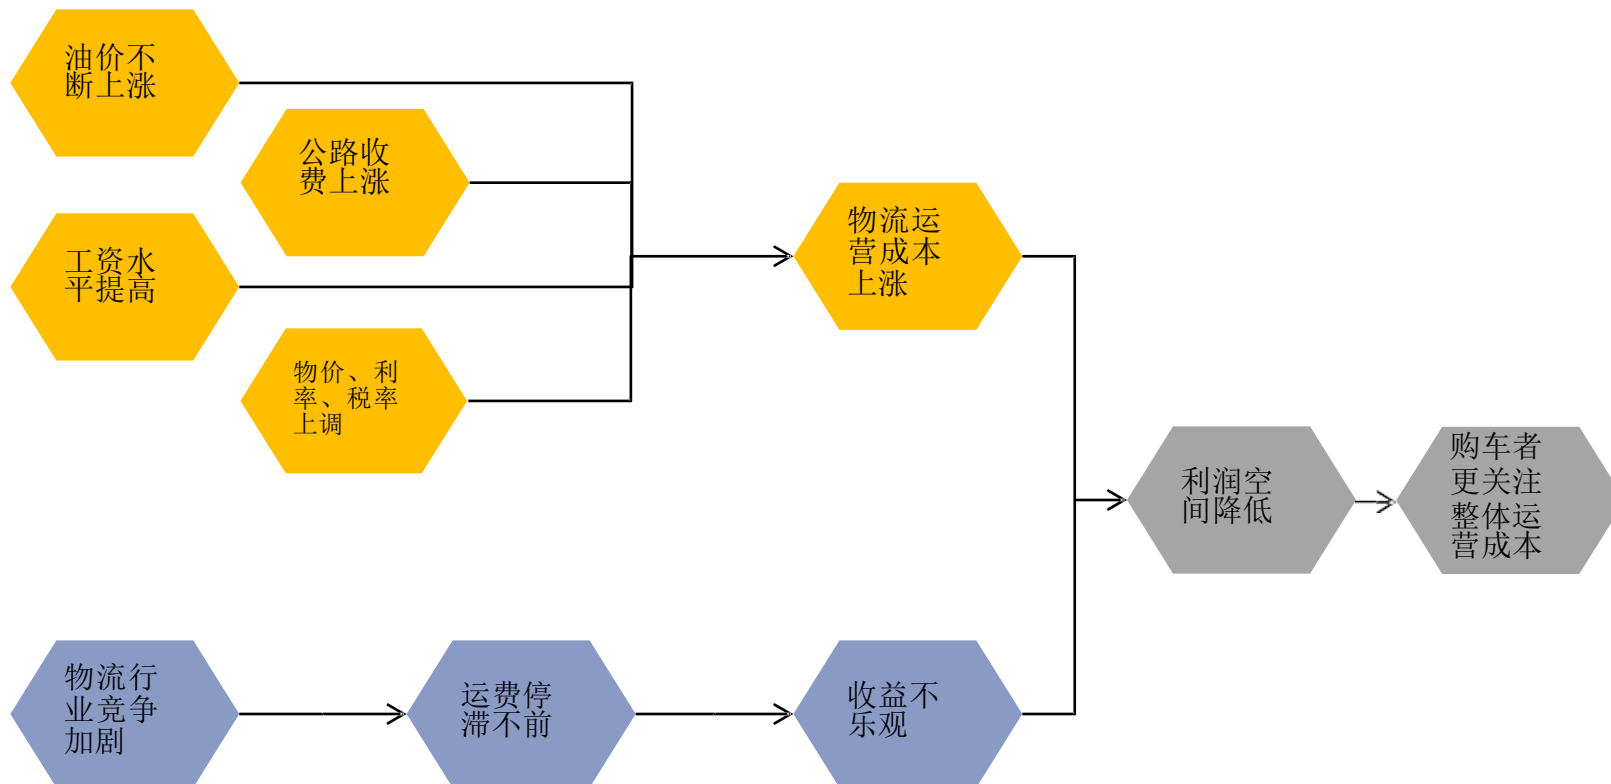 油价不
断上涨
公路收
费上涨
工资水
平提高
物价、利
率、税率
上调
物流运
营成本
上涨
利润空
间降低
购车者
更关注
整体运
营成本
物流行
业竞争
加剧
运费停
滞不前
收益不
乐观